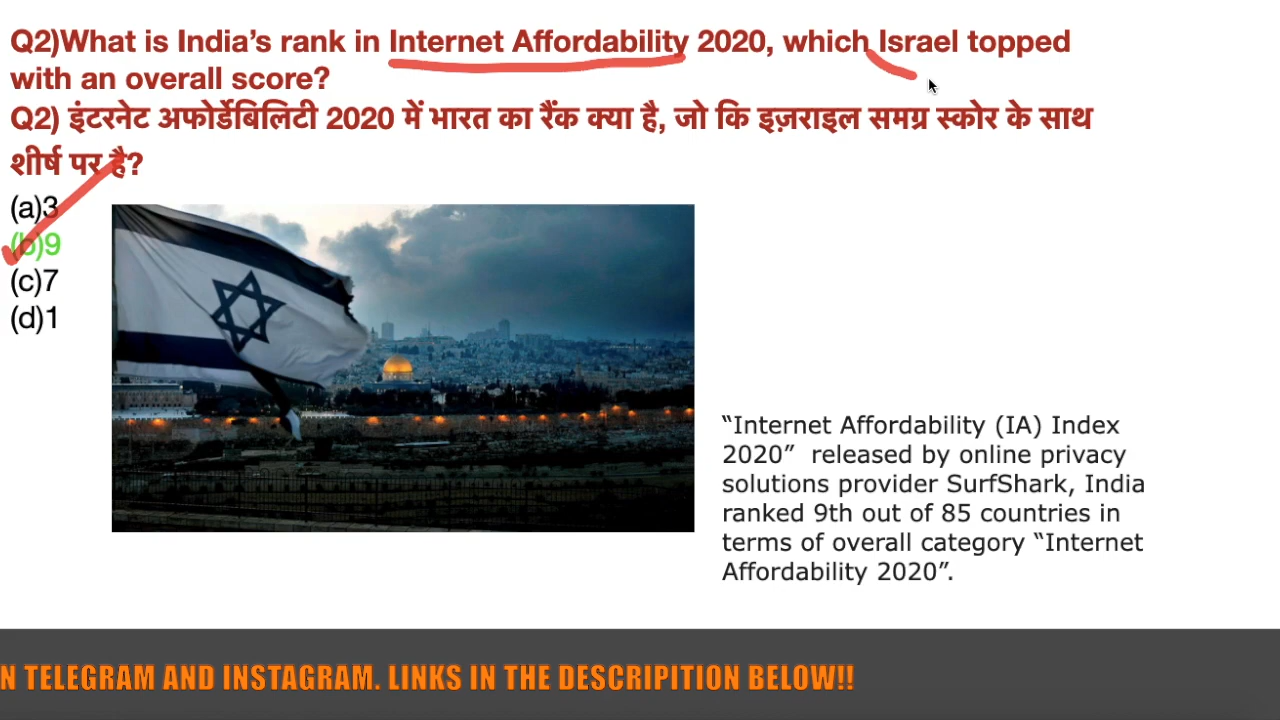 Q2)What is India's rank in Internet Affordability 2020, which Israel topped
with an overall score?
Q2) इंटरनेट अफोर्डेबिलिटी 2020 में भारत का रैंक क्या है, जो कि इज़राइल समग्र स्कोर के साथ
शीर्ष पर है?
(a)3
(b)9
(c)7
(d)1
“Internet Affordability (IA) Index
2020” released by online privacy
solutions provider SurfShark, India
ranked 9th out of 85 countries in
terms of overall category “Internet
Affordability 2020”.
N TELEGRAM AND INSTAGRAM. LINKS IN THE DESCRIPITION BELOW!!